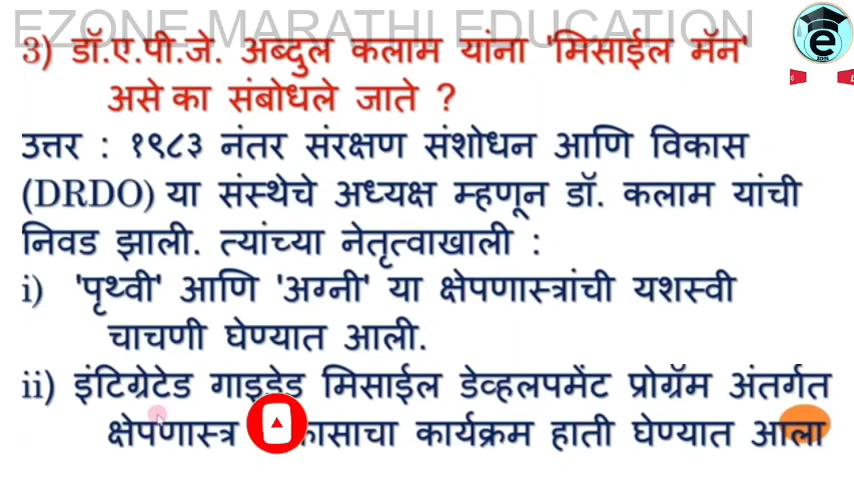 EZONE MARATHI EDUCATION
3) डॉ.ए.पी.जे. अब्दुल कलाम यांना 'मिसाईल मॅन'
असे का संबोधले जाते ?
उत्तर : १९८३ नंतर संरक्षण संशोधन आणि विकास
(DRDO) या संस्थेचे अध्यक्ष म्हणून डॉ. कलाम यांची
निवड झाली. त्यांच्या नेतृत्वाखाली :
i) 'पृथ्वी' आणि 'अग्नी' या क्षेपणास्त्रांची यशस्वी
चाचणी घेण्यात आली.
ii) इंटिग्रेटेड गाइडेड मिसाईल डेव्हलपमेंट प्रोग्रॅम अंतर्गत
क्षेपणास्त्र कार्यक्रम हाती घेण्यात आला